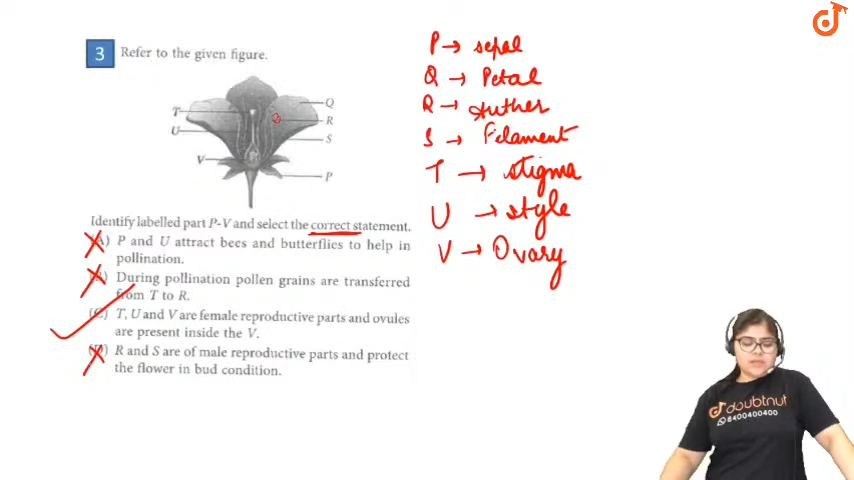 3 Refer to the given figure.
T
U
V
Q
R
S
P
Identify labelled part P-V and select the correct statement.
(A) P and U attract bees and butterflies to help in
pollination.
(B) During pollination pollen grains are transferred
from T to R.
(C) T, U and V are female reproductive parts and ovules
are present inside the V.
(D) R and S are of male reproductive parts and protect
the flower in bud condition.
P → sepal
Q → Petal
R →
S → Filament
T → stigma
U → style
V → Ovary
doubtnut
8400400400